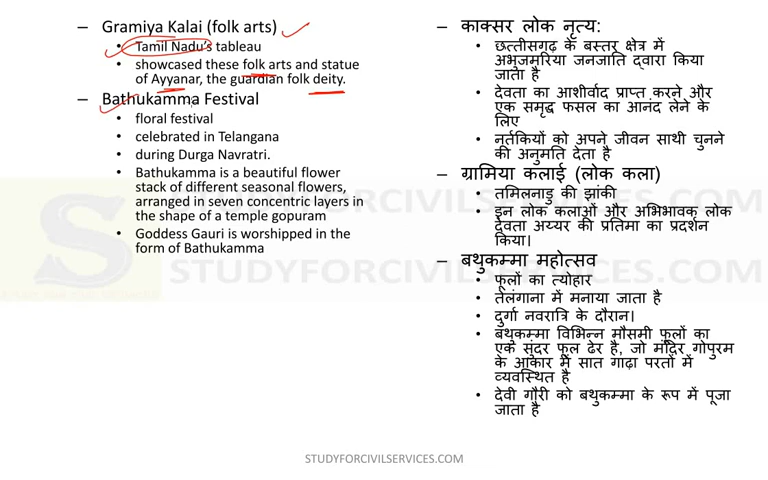 – Gramiya Kalai (folk arts)
• Tamil Nadu's tableau
• showcased these folk arts and statue
of Ayyanar, the guardian folk deity.
– Bathukamma Festival
• floral festival
• celebrated in Telangana
• during Durga Navratri.
• Bathukamma is a beautiful flower
stack of different seasonal flowers,
arranged in seven concentric layers in
the shape of a temple gopuram
• Goddess Gauri is worshipped in the
form of Bathukamma
– काक्सर लोक नृत्य:
• छत्तीसगढ़ के बस्तर क्षेत्र में
अभुजमरिया जनजाति द्वारा किया
जाता है
• देवता का आशीर्वाद प्राप्त करने और
एक समृद्ध फसल का आनंद लेने के
लिए
• नर्तकियों को अपने जीवन साथी चुनने
की अनुमति देता है
– ग्रामिया कलाई (लोक कला)
• तमिलनाडु की झांकी
• इन लोक कलाओं और अभिभावक लोक
देवता अय्यर की प्रतिमा का प्रदर्शन
किया।
– बथुकम्मा महोत्सव
• फूलों का त्योहार
• तेलंगाना में मनाया जाता है
• दुर्गा नवरात्रि के दौरान।
• बथुकम्मा विभिन्न मौसमी फूलों का
एक सुंदर फूल ढेर है, जो मंदिर गोपुरम
के आकार में सात गाढ़ा परतों में
व्यवस्थित है
• देवी गौरी को बथुकम्मा के रूप में पूजा
जाता है
STUDYFORCIVILSERVICES.COM
STUDYFORCIVILSERVICES.COM